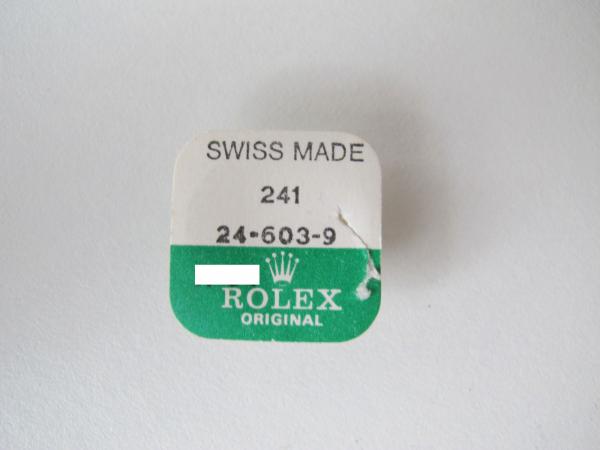 SWISS MADE
241
24-603-9
ROLEX
ORIGINAL